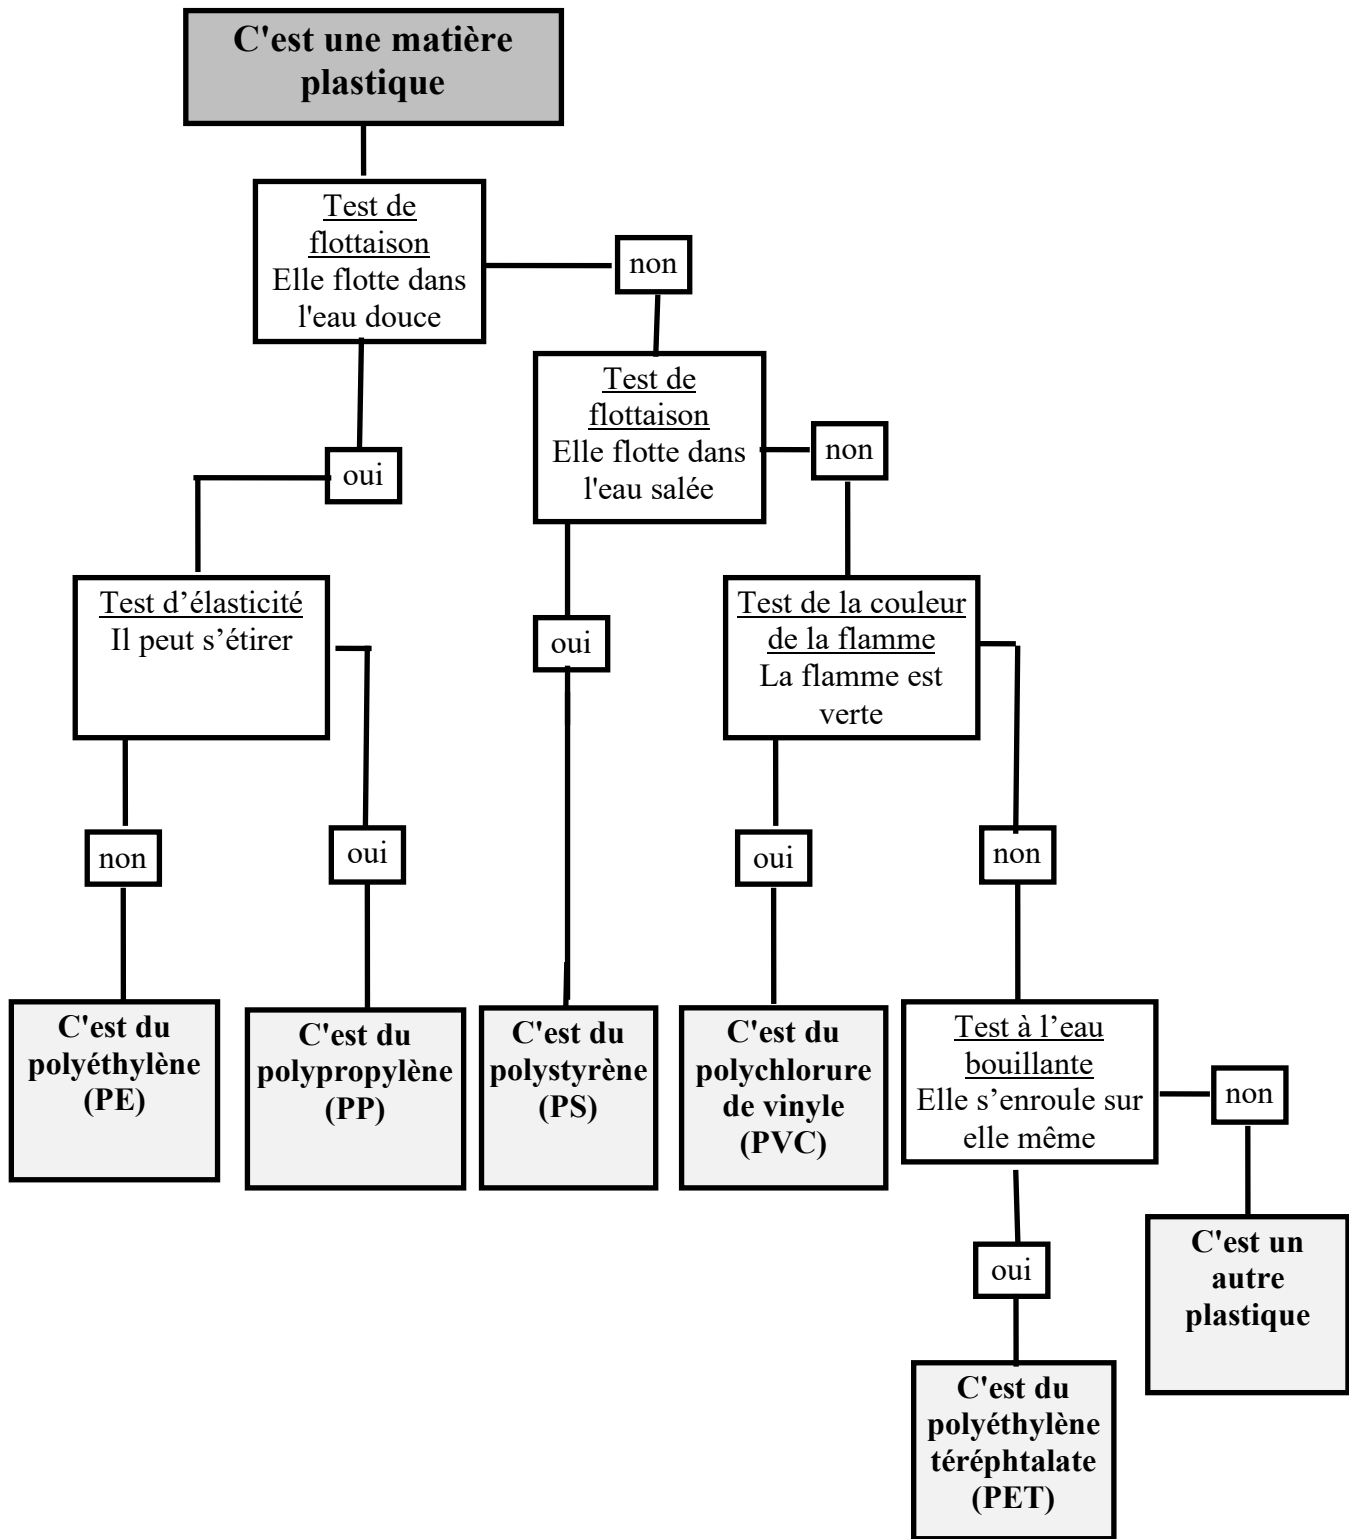 C'est une matière
plastique
Test de
flottaison
Elle flotte dans
l'eau douce
non
Test de
flottaison
Elle flotte dans
l'eau salée
non
oui
Test d’élasticité
Il peut s’étirer
oui
Test de la couleur
de la flamme
La flamme est
verte
non
oui
oui
non
C'est du
polyéthylène
(PE)
C'est du
polypropylène
(PP)
C'est du
polystyrène
(PS)
C'est du
polychlorure
de vinyle
(PVC)
Test à l’eau
bouillante
Elle s’enroule sur
elle même
non
oui
C'est un
autre
plastique
C'est du
polyéthylène
téréphtalate
(PET)